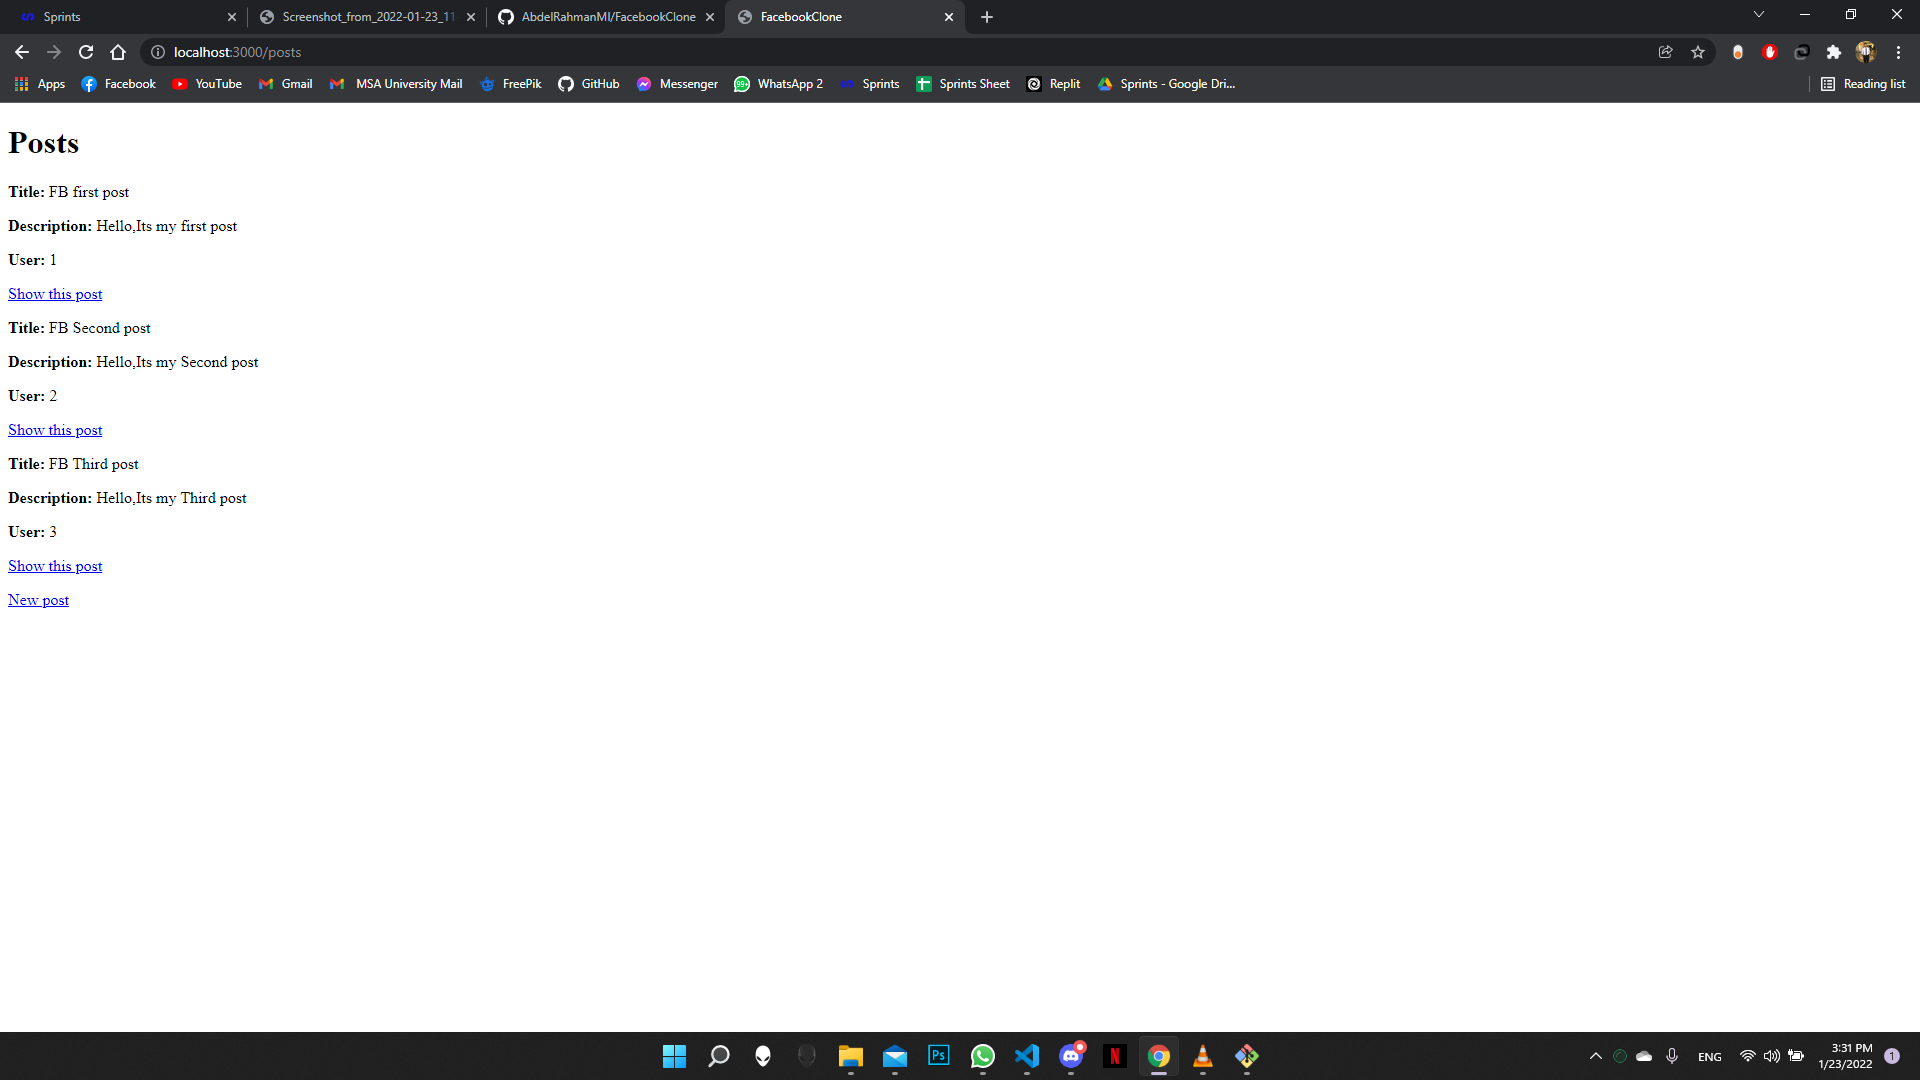 Sprints
Screenshot_from_2022-01-23_11
AbdelRahmanMI/FacebookClone
FacebookClone
localhost:3000/posts
Apps
Facebook
YouTube
Gmail
MSA University Mail
FreePik
GitHub
Messenger
99+
WhatsApp 2
Sprints
Sprints Sheet
Replit
Sprints - Google Dri...
Reading list
Posts
Title: FB first post
Description: Hello,Its my first post
User: 1
Show this post
Title: FB Second post
Description: Hello,Its my Second post
User: 2
Show this post
Title: FB Third post
Description: Hello,Its my Third post
User: 3
Show this post
New post
Ps
N
ENG
3:31 PM
1/23/2022
1